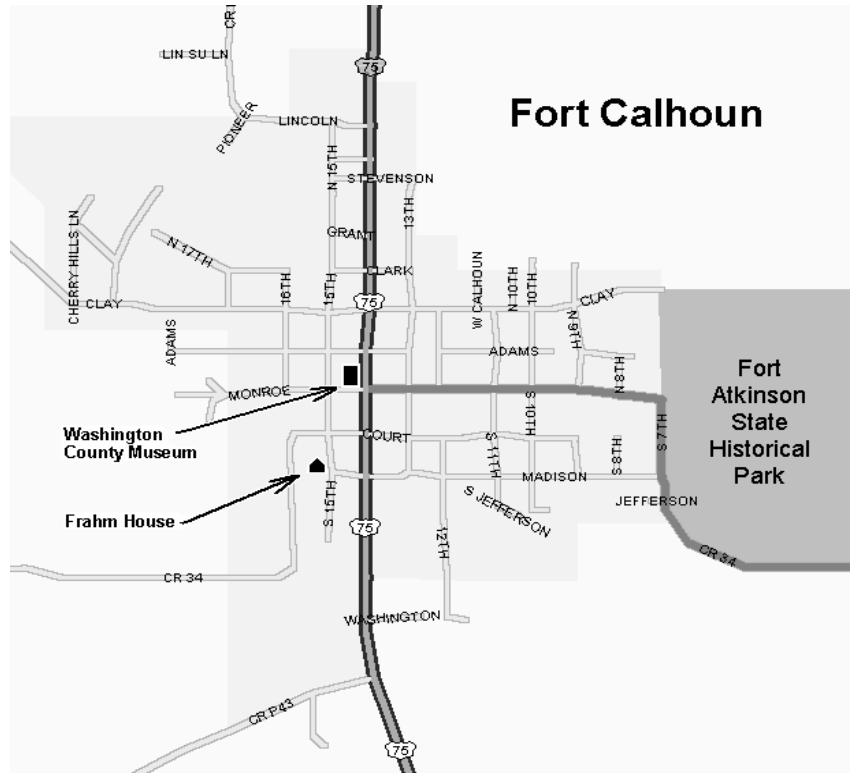 CR
75
LIN SU LN
PIONEER
LINCOLN
Fort Calhoun
N 15TH
STEVENSON
13TH
GRANT
CHERRY HILLS LN
N 17TH
LARK
W CALHOUN
N 10TH
10TH
16TH
15TH
75
CLAY
CLAY
N 9TH
ADAMS
ADAMS
N 8TH
Fort
Atkinson
State
Historical
Park
MONROE
S 10TH
S 7TH
Washington
County Museum
COURT
S 11TH
S 8TH
MADISON
S 15TH
S JEFFERSON
JEFFERSON
Frahm House
75
12TH
CR 34
CR 34
WASHINGTON
CR P43
75